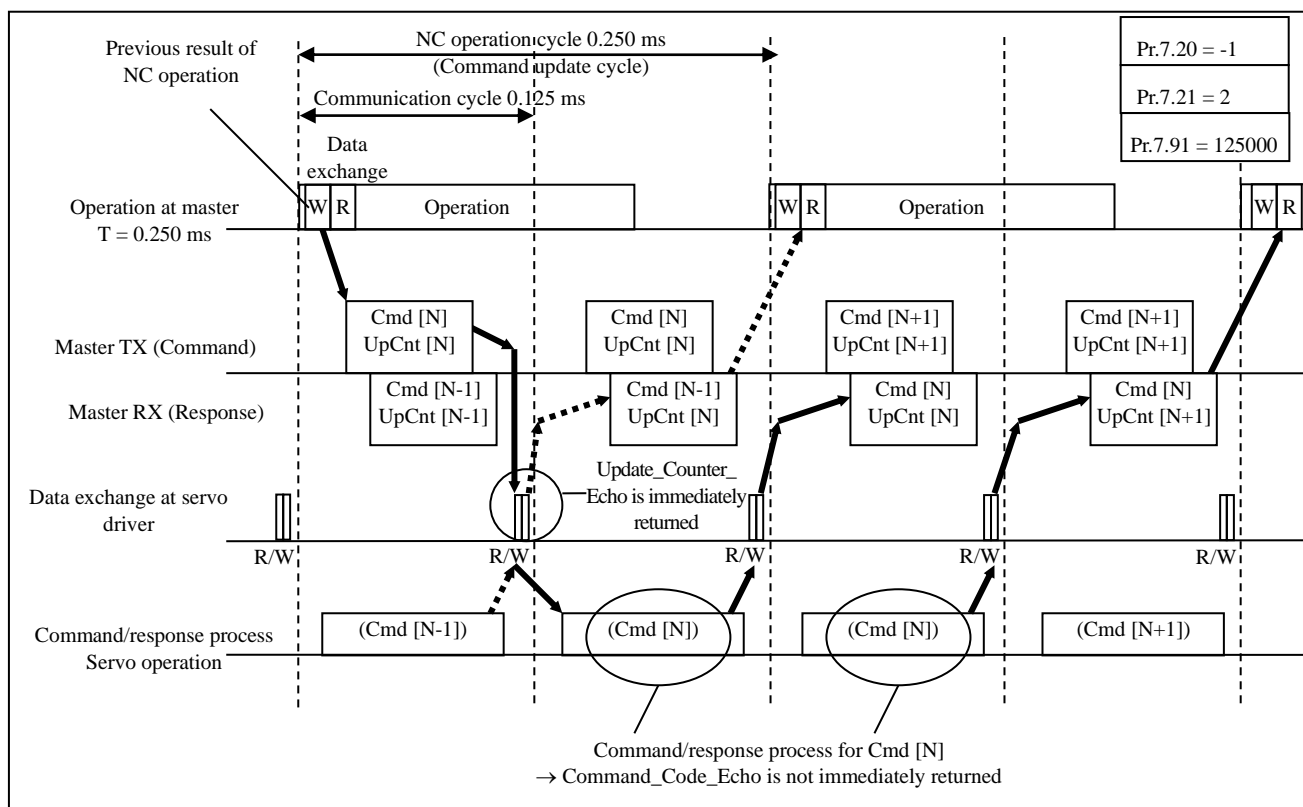 Previous result of
NC operation
NC operation cycle 0.250 ms
(Command update cycle)
Communication cycle 0.125 ms
Pr.7.20 = -1
Pr.7.21 = 2
Pr.7.91 = 125000
Data
exchange
Operation at master
T = 0.250 ms
W R Operation W R Operation W R
Master TX (Command)
Cmd [N]
UpCnt [N]
Cmd [N]
UpCnt [N]
Cmd [N+1]
UpCnt [N+1]
Cmd [N+1]
UpCnt [N+1]
Master RX (Response)
Cmd [N-1]
UpCnt [N-1]
Cmd [N-1]
UpCnt [N]
Cmd [N]
UpCnt [N]
Cmd [N]
UpCnt [N+1]
Data exchange at servo
driver
Update_Counter_
Echo is immediately
returned
R/W R/W R/W R/W R/W
Command/response process
Servo operation
(Cmd [N-1]) (Cmd [N]) (Cmd [N]) (Cmd [N+1])
Command/response process for Cmd [N]
→ Command_Code_Echo is not immediately returned